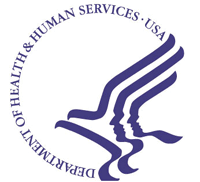 DEPARTMENT OF HEALTH & HUMAN SERVICES · USA